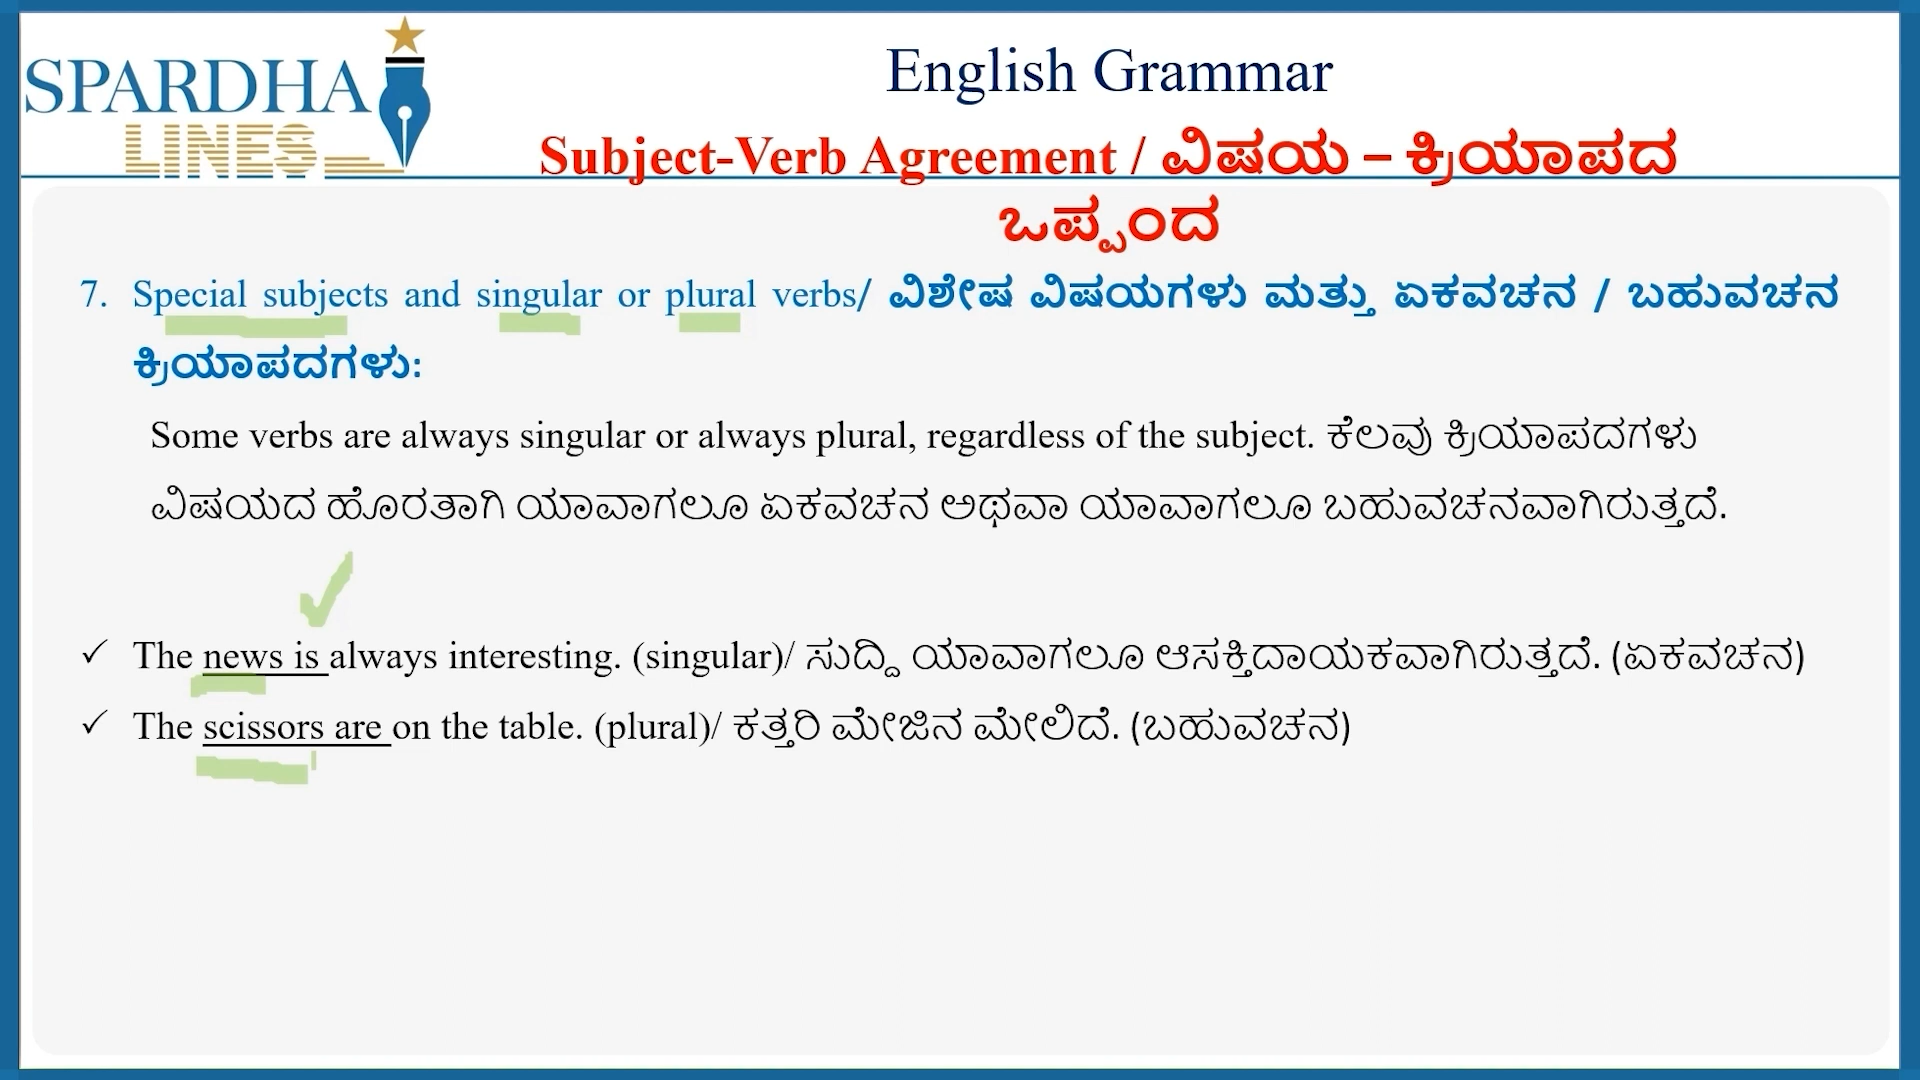 SPARDHA
LINES
English Grammar
Subject-Verb Agreement / ವಿಷಯ – ಕ್ರಿಯಾಪದ
ಒಪ್ಪಂದ
7. Special subjects and singular or plural verbs/ ವಿಶೇಷ ವಿಷಯಗಳು ಮತ್ತು ಏಕವಚನ / ಬಹುವಚನ
ಕ್ರಿಯಾಪದಗಳು:
Some verbs are always singular or always plural, regardless of the subject. ಕೆಲವು ಕ್ರಿಯಾಪದಗಳು
ವಿಷಯದ ಹೊರತಾಗಿ ಯಾವಾಗಲೂ ಏಕವಚನ ಅಥವಾ ಯಾವಾಗಲೂ ಬಹುವಚನವಾಗಿರುತ್ತದೆ.
✓ The news is always interesting. (singular)/ ಸುದ್ದಿ ಯಾವಾಗಲೂ ಆಸಕ್ತಿದಾಯಕವಾಗಿರುತ್ತದೆ. (ಏಕವಚನ)
✓ The scissors are on the table. (plural)/ ಕತ್ತರಿ ಮೇಜಿನ ಮೇಲಿದೆ. (ಬಹುವಚನ)